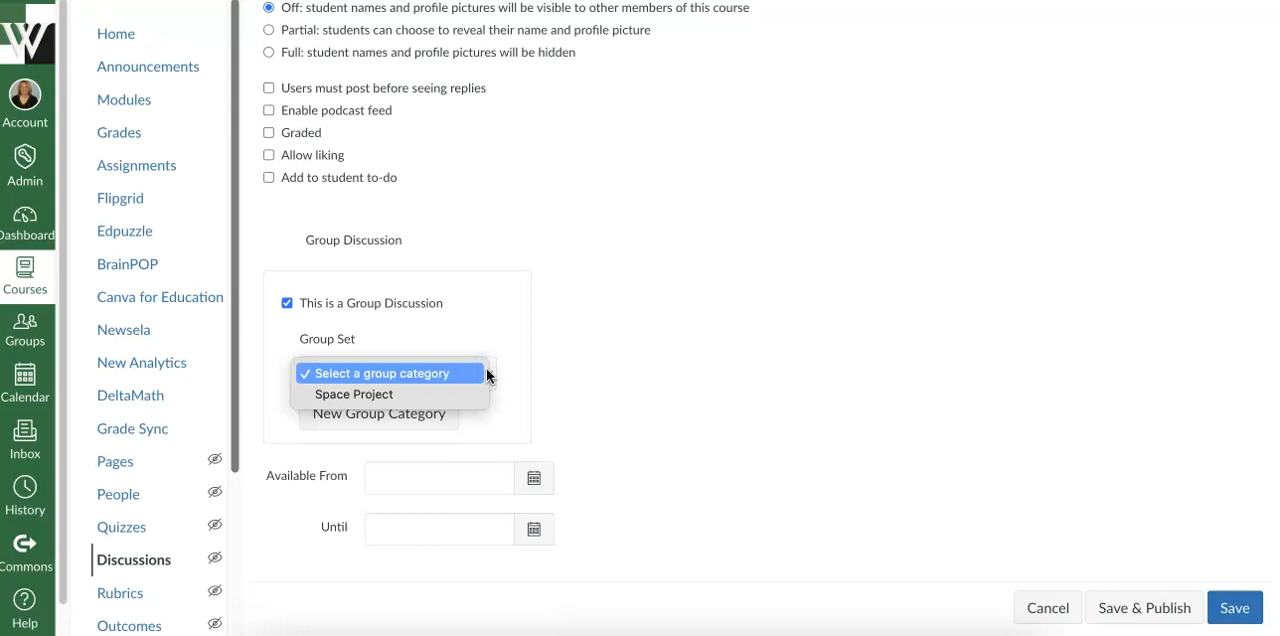 W
Account
Admin
Dashboard
Courses
Groups
Calendar
Inbox
History
Commons
Help
Home
Announcements
Modules
Grades
Assignments
Flipgrid
Edpuzzle
BrainPOP
Canva for Education
Newsela
New Analytics
DeltaMath
Grade Sync
Pages
People
Quizzes
Discussions
Rubrics
Outcomes
Off: student names and profile pictures will be visible to other members of this course
Partial: students can choose to reveal their name and profile picture
Full: student names and profile pictures will be hidden
Users must post before seeing replies
Enable podcast feed
Graded
Allow liking
Add to student to-do
Group Discussion
This is a Group Discussion
Group Set
✓ Select a group category
Space Project
New Group Category
Available From
Until
Cancel
Save & Publish
Save